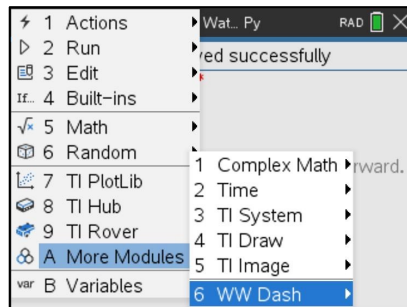 1 Actions
Wat... Py
RAD
2 Run
ved successfully
3 Edit
If... 4 Built-ins
5 Math
6 Random
1 Complex Math
rward.
7 TI PlotLib
2 Time
8 TI Hub
3 TI System
9 TI Rover
4 TI Draw
A More Modules
5 TI Image
var B Variables
6 WW Dash